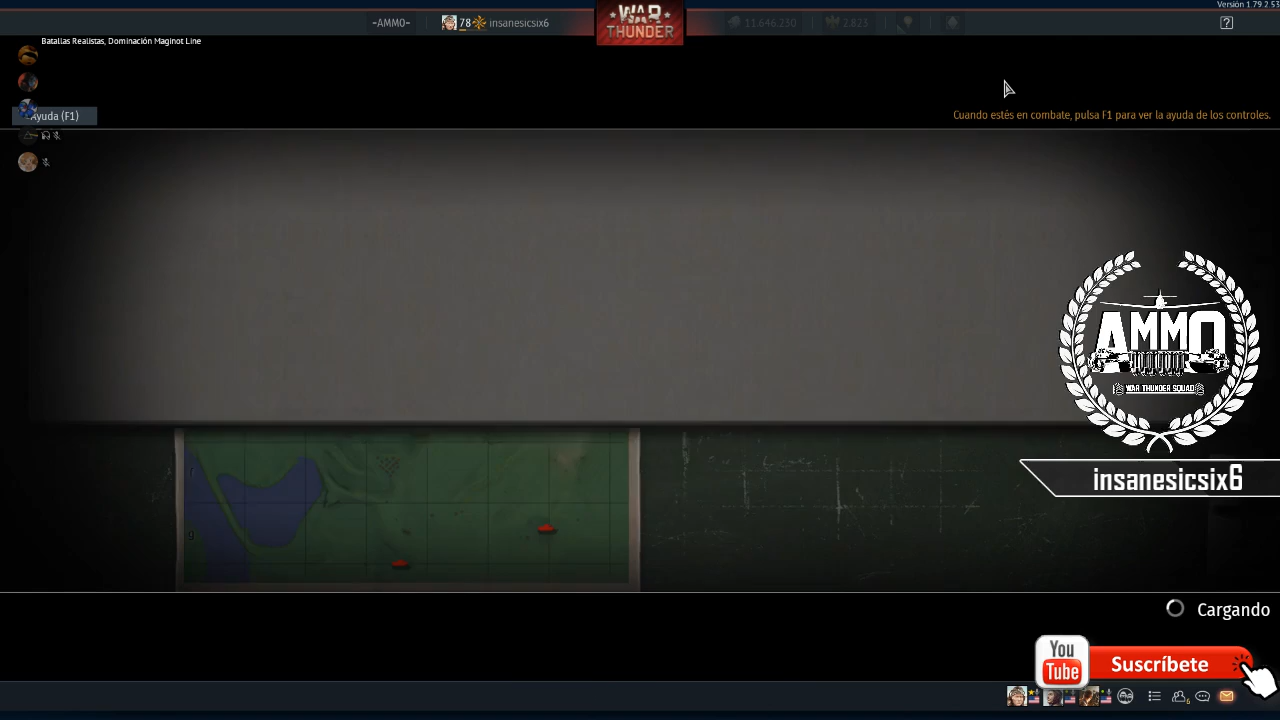 Versión 1.79.2.53
-AMMO-
78 insanesicsix6
WAR THUNDER
11.646.230
2.823
?
Batallas Realistas, Dominación Maginot Line
Ayuda (F1)
Cuando estés en combate, pulsa F1 para ver la ayuda de los controles.
AMMO
WAR THUNDER SQUAD
insanesicsix6
Cargando
You
Tube
Suscríbete